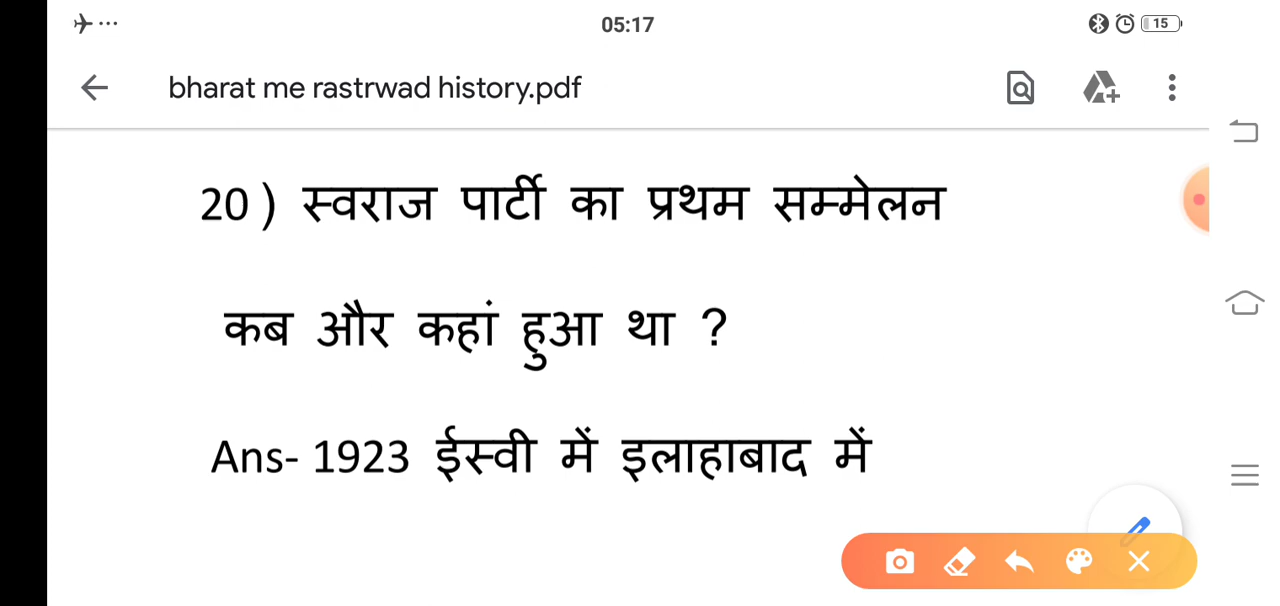 05:17
15
bharat me rastrwad history.pdf
20 ) स्वराज पार्टी का प्रथम सम्मेलन
कब और कहां हुआ था ?
Ans- 1923 ईस्वी में इलाहाबाद में